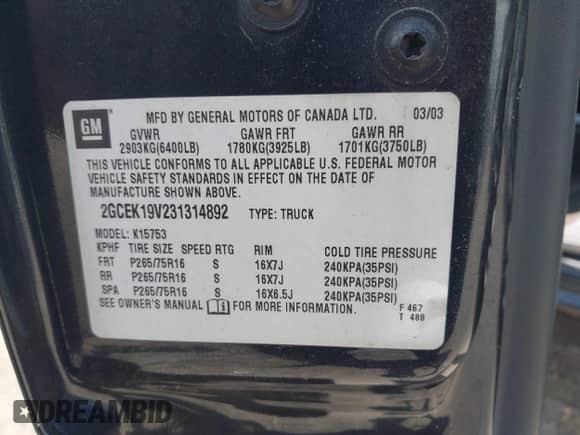 GM
MFD BY GENERAL MOTORS OF CANADA LTD. 03/03
GVWR GAWR FRT GAWR RR
2903KG(6400LB) 1780KG(3925LB) 1701KG(3750LB)
THIS VEHICLE CONFORMS TO ALL APPLICABLE U.S. FEDERAL MOTOR
VEHICLE SAFETY STANDARDS IN EFFECT ON THE DATE OF
MANUFACTURE SHOWN ABOVE.
2GCEK19V231314892 TYPE: TRUCK
MODEL: K15753
KPHF TIRE SIZE SPEED RTG RIM COLD TIRE PRESSURE
FRT P265/75R16 S 16X7J 240KPA(35PSI)
RR P265/75R16 S 16X7J 240KPA(35PSI)
SPA P265/75R16 S 16X6.5J 240KPA(35PSI)
SEE OWNER'S MANUAL FOR MORE INFORMATION.
F 467
T 488
DREAMBID